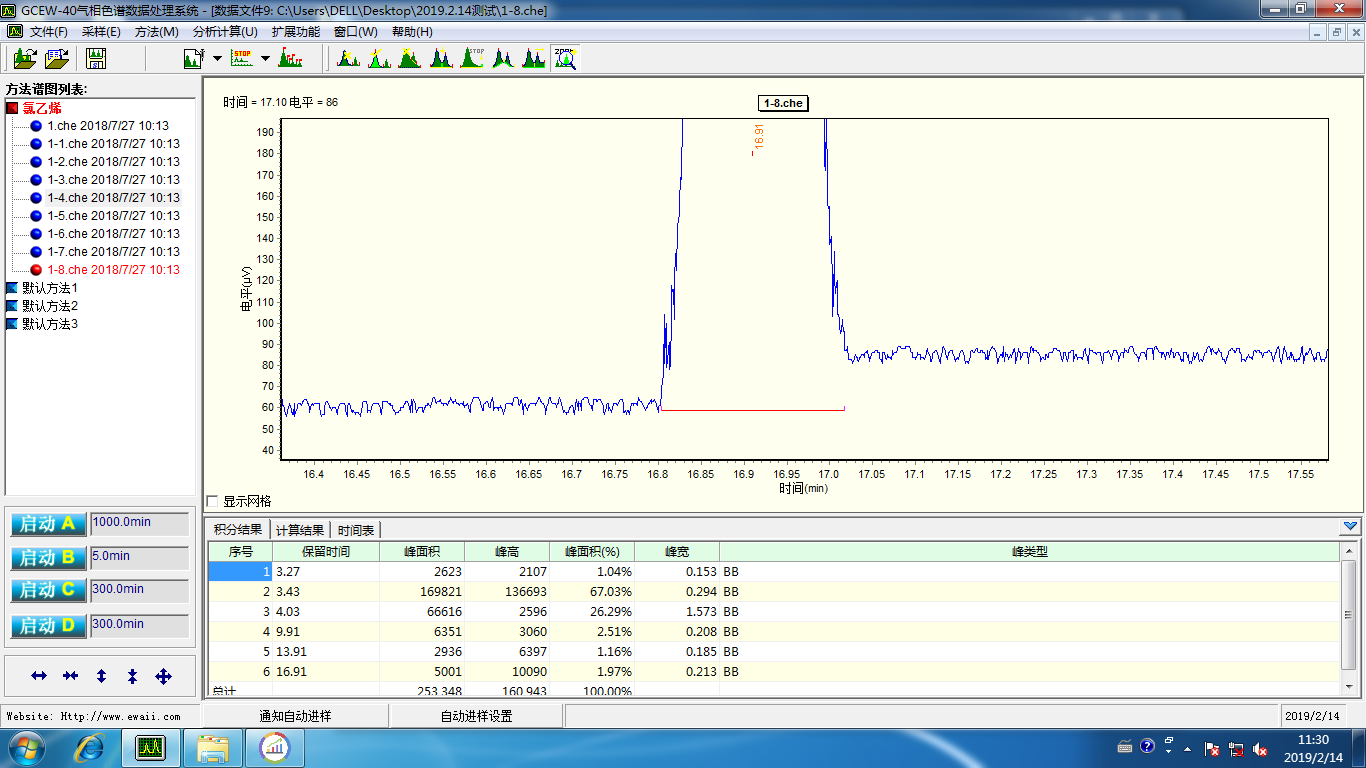 GCEW-40气相色谱数据处理系统 - [数据文件9: C:\Users\DELL\Desktop\2019.2.14测试\1-8.che]
文件(F) 采样(E) 方法(M) 分析计算(U) 扩展功能 窗口(W) 帮助(H)
方法谱图列表:
氯乙烯
1.che 2018/7/27 10:13
1-1.che 2018/7/27 10:13
1-2.che 2018/7/27 10:13
1-3.che 2018/7/27 10:13
1-4.che 2018/7/27 10:13
1-5.che 2018/7/27 10:13
1-6.che 2018/7/27 10:13
1-7.che 2018/7/27 10:13
1-8.che 2018/7/27 10:13
默认方法1
默认方法2
默认方法3
启动 A 1000.0min
启动 B 5.0min
启动 C 300.0min
启动 D 300.0min
时间 = 17.10 电平 = 86
1-8.che
16.91
电平(μV)
190
180
170
160
150
140
130
120
110
100
90
80
70
60
50
40
16.4 16.45 16.5 16.55 16.6 16.65 16.7 16.75 16.8 16.85 16.9 16.95 17.0 17.05 17.1 17.15 17.2 17.25 17.3 17.35 17.4 17.45 17.5 17.55
时间(min)
显示网格
积分结果 计算结果 时间表
序号 保留时间 峰面积 峰高 峰面积(%) 峰宽 峰类型
1 3.27 2623 2107 1.04% 0.153 BB
2 3.43 169821 136693 67.03% 0.294 BB
3 4.03 66616 2596 26.29% 1.573 BB
4 9.91 6351 3060 2.51% 0.208 BB
5 13.91 2936 6397 1.16% 0.185 BB
6 16.91 5001 10090 1.97% 0.213 BB
总计 253,348 160,943 100.00%
Website: Http://www.ewaii.com 通知自动进样 自动进样设置 2019/2/14
11:30
2019/2/14